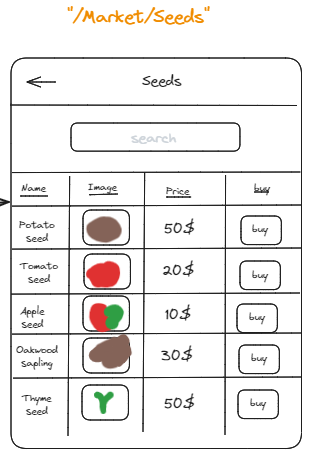 "/Market/Seeds"
Seeds
search
Name Image Price buy
Potato
seed
50$
buy
Tomato
seed
20$
buy
Apple
seed
10$
buy
Oakwood
sapling
30$
buy
Thyme
seed
50$
buy